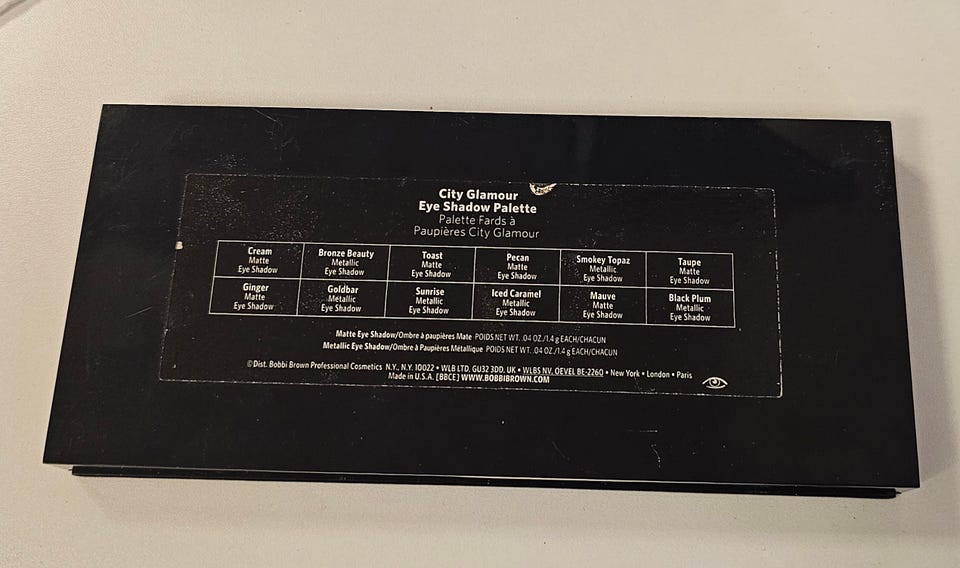 City Glamour
Eye Shadow Palette
Palette Fards à
Paupières City Glamour
Cream
Matte
Eye Shadow
Bronze Beauty
Metallic
Eye Shadow
Toast
Matte
Eye Shadow
Pecan
Matte
Eye Shadow
Smokey Topaz
Metallic
Eye Shadow
Taupe
Matte
Eye Shadow
Ginger
Matte
Eye Shadow
Goldbar
Metallic
Eye Shadow
Sunrise
Metallic
Eye Shadow
Iced Caramel
Metallic
Eye Shadow
Mauve
Matte
Eye Shadow
Black Plum
Metallic
Eye Shadow
Matte Eye Shadow/Ombre à paupières Mate POIDS NET WT. .04 OZ./1.4 g EACH/CHACUN
Metallic Eye Shadow/Ombre à Paupières Métallique POIDS NET WT. .04 OZ./1.4 g EACH/CHACUN
©Dist. Bobbi Brown Professional Cosmetics N.Y., N.Y. 10022 • WLB LTD, GU32 3DD, UK • WLBS NV, OEVEL BE-2260 • New York • London • Paris
Made in U.S.A. [BBCE] WWW.BOBBIBROWN.COM